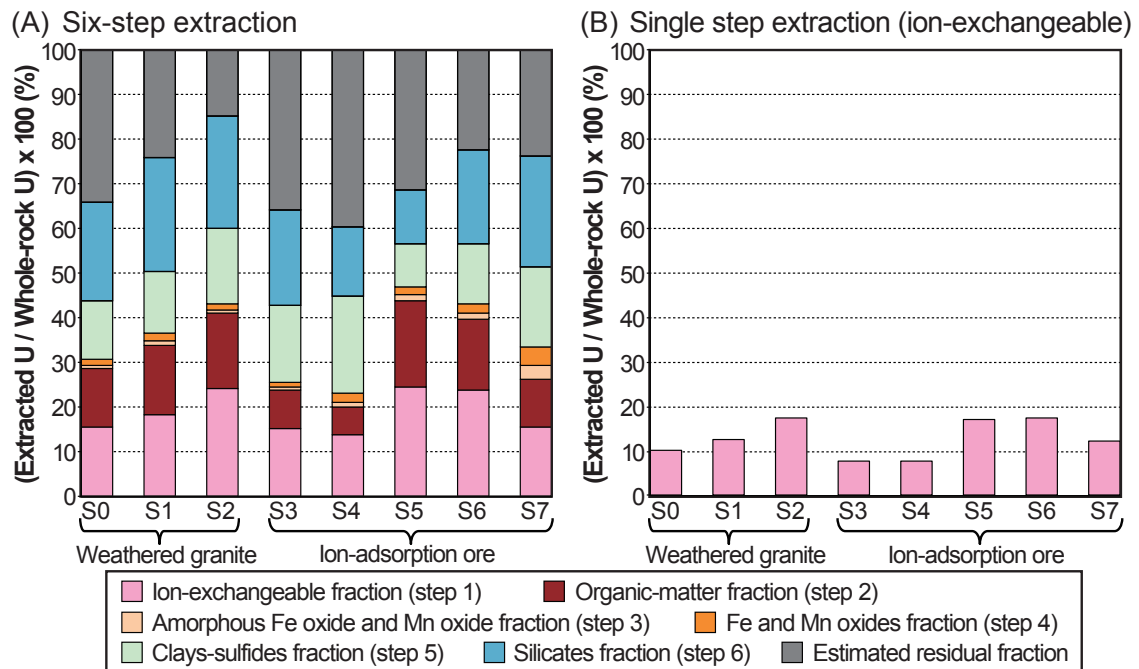 (A) Six-step extraction
(Extracted U / Whole-rock U) x 100 (%)
100
90
80
70
60
50
40
30
20
10
0
S0 S1 S2 S3 S4 S5 S6 S7
Weathered granite Ion-adsorption ore
(B) Single step extraction (ion-exchangeable)
(Extracted U / Whole-rock U) x 100 (%)
100
90
80
70
60
50
40
30
20
10
0
S0 S1 S2 S3 S4 S5 S6 S7
Weathered granite Ion-adsorption ore
Ion-exchangeable fraction (step 1) Organic-matter fraction (step 2)
Amorphous Fe oxide and Mn oxide fraction (step 3) Fe and Mn oxides fraction (step 4)
Clays-sulfides fraction (step 5) Silicates fraction (step 6) Estimated residual fraction